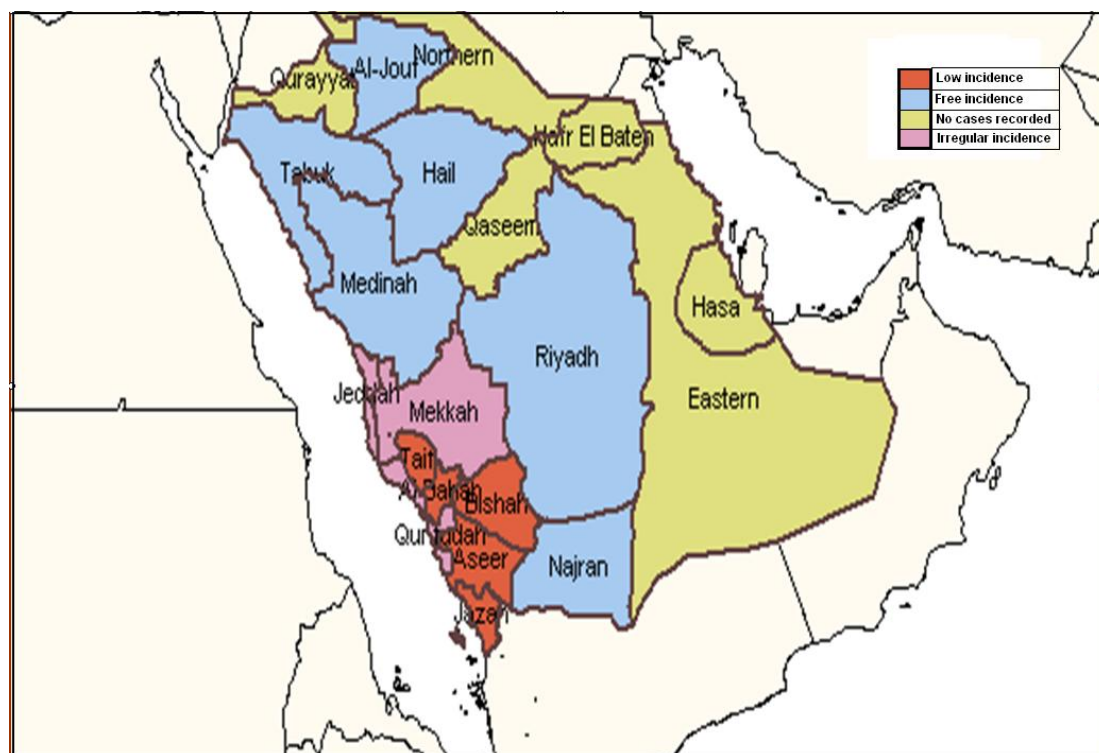 Northern
Al-Jouf
Qurayyat
Low incidence
Free incidence
No cases recorded
Irregular incidence
Hafr El Baten
Tabuk
Hail
Qaseem
Medinah
Hasa
Riyadh
Jeddah
Mekkah
Eastern
Taif
Al Bahah
Bishah
Qunfudah
Aseer
Najran
Jazan